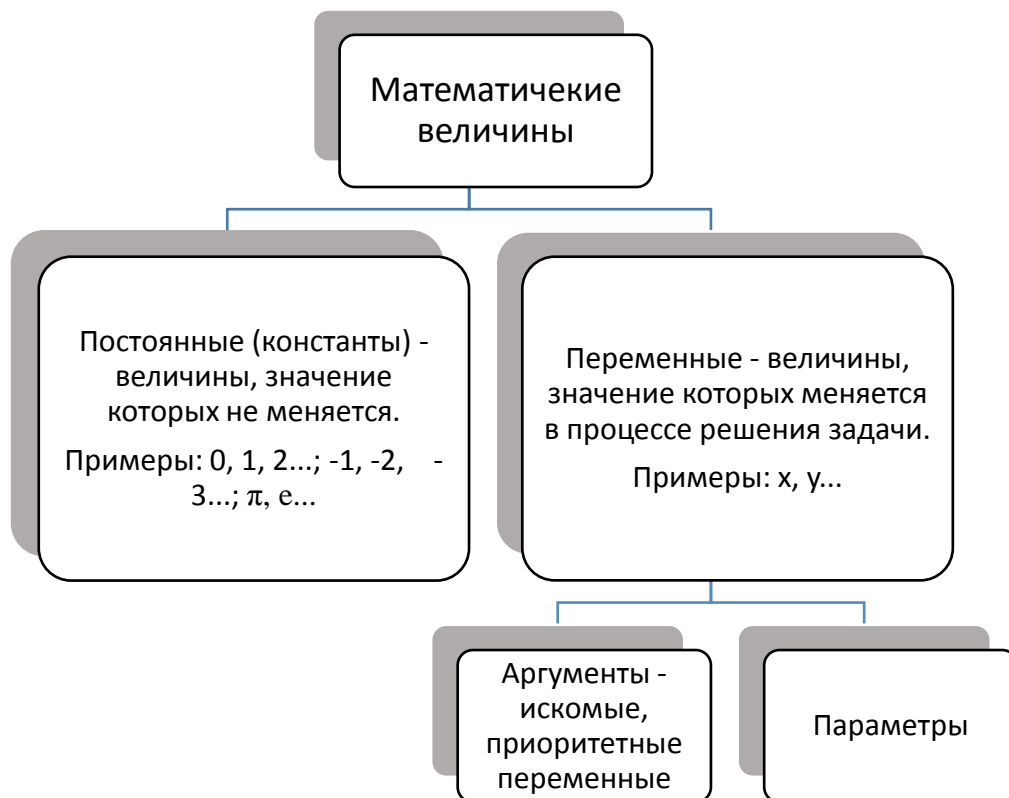 Математичекие
величины
Постоянные (константы) -
величины, значение
которых не меняется.
Примеры: 0, 1, 2...; -1, -2, -
3...; π, e...
Переменные - величины,
значение которых меняется
в процессе решения задачи.
Примеры: x, y...
Аргументы -
искомые,
приоритетные
переменные
Параметры